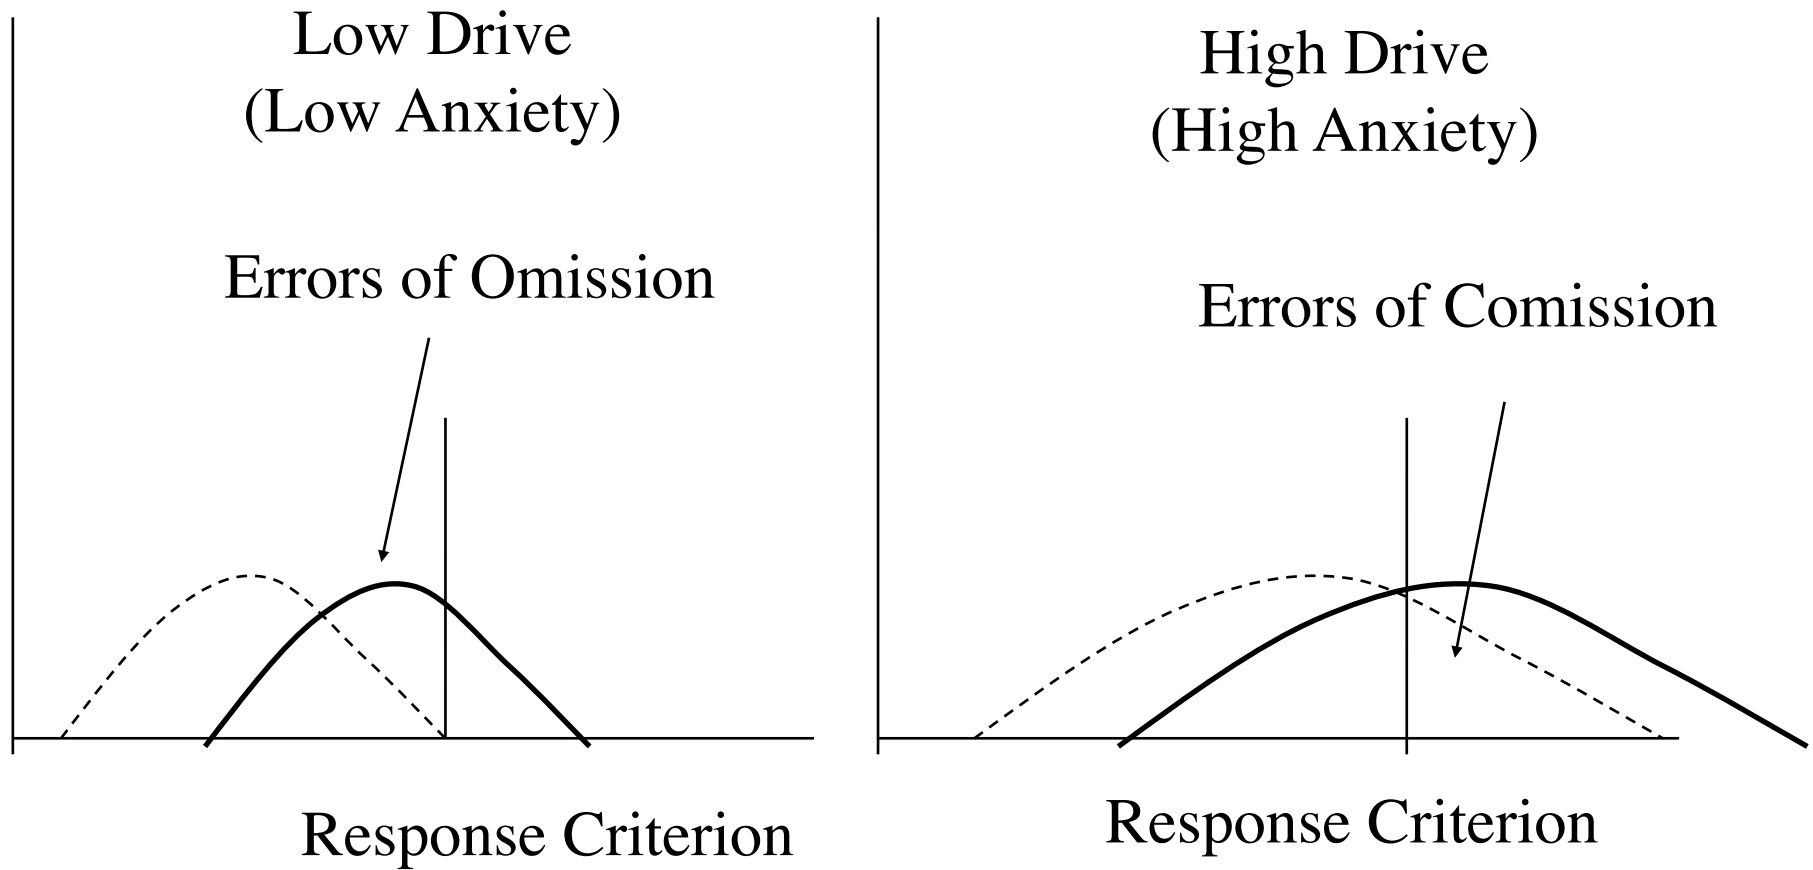 Low Drive
(Low Anxiety)
Errors of Omission
Response Criterion
High Drive
(High Anxiety)
Errors of Comission
Response Criterion